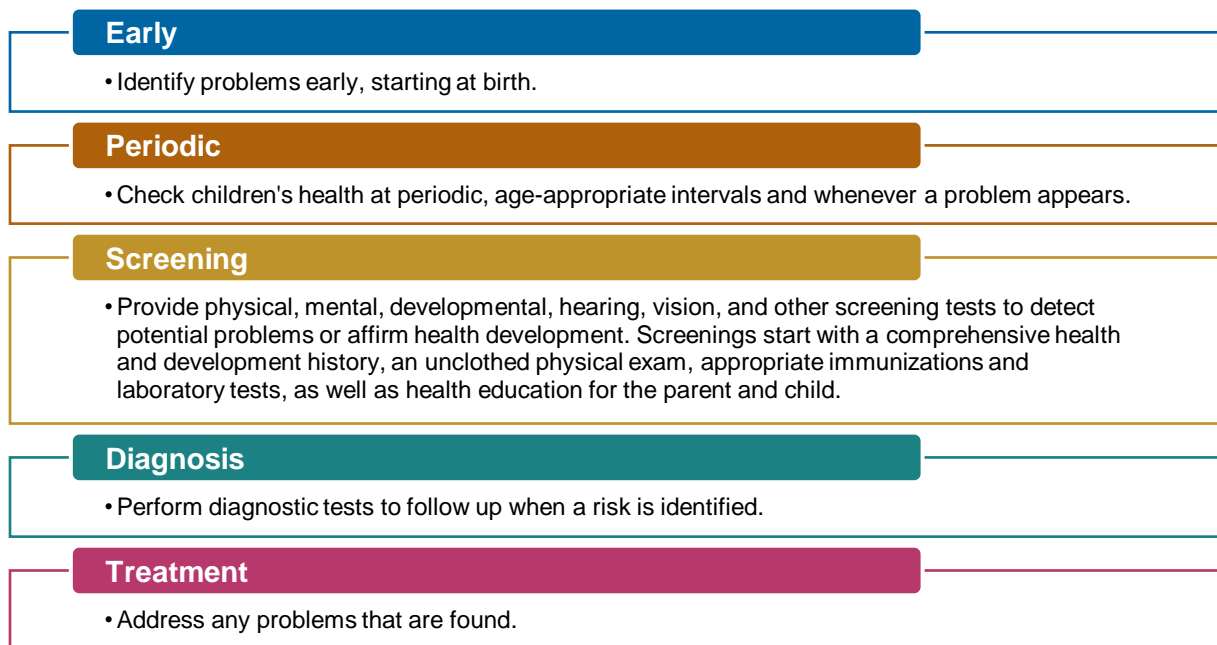 Early
• Identify problems early, starting at birth.
Periodic
• Check children's health at periodic, age-appropriate intervals and whenever a problem appears.
Screening
• Provide physical, mental, developmental, hearing, vision, and other screening tests to detect
potential problems or affirm health development. Screenings start with a comprehensive health
and development history, an unclothed physical exam, appropriate immunizations and
laboratory tests, as well as health education for the parent and child.
Diagnosis
• Perform diagnostic tests to follow up when a risk is identified.
Treatment
• Address any problems that are found.